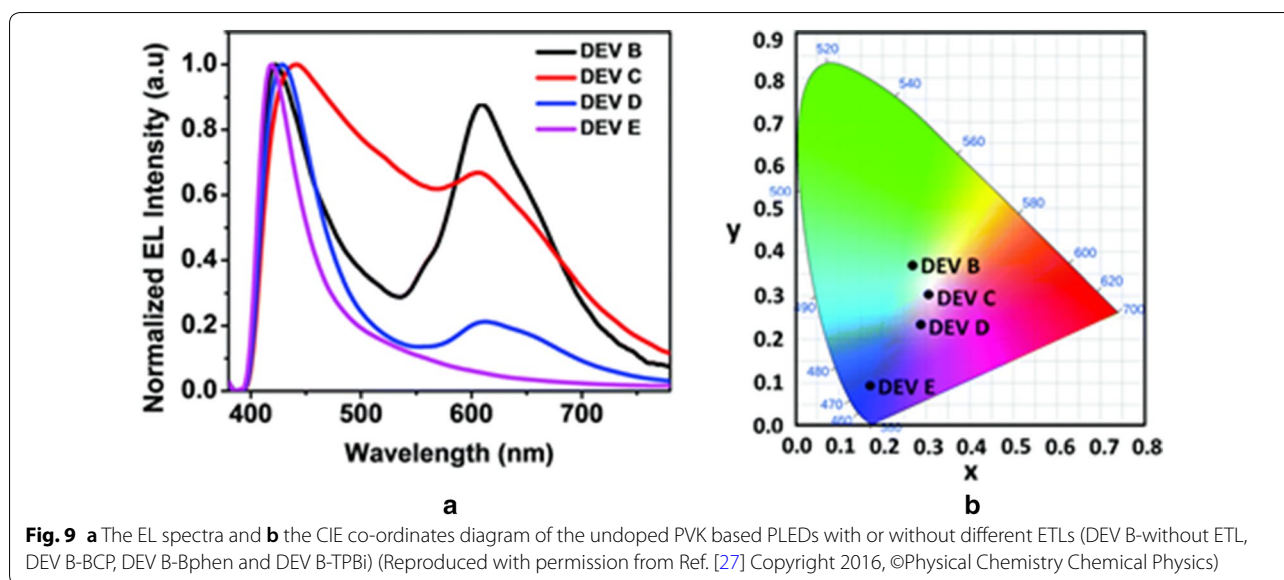 DEV B
DEV C
DEV D
DEV E
Normalized EL Intensity (a.u)
1.0
0.8
0.6
0.4
0.2
0.0
400 500 600 700
Wavelength (nm)
a
0.9
0.8
0.7
0.6
0.5
0.4
0.3
0.2
0.1
0.0
y
520
540
560
500
580
600
620
490
700
480
470
460
DEV B
DEV C
DEV D
DEV E
0.0 0.1 0.2 0.3 0.4 0.5 0.6 0.7 0.8
x
b
Fig. 9 a The EL spectra and b the CIE co-ordinates diagram of the undoped PVK based PLEDs with or without different ETLs (DEV B-without ETL,
DEV B-BCP, DEV B-Bphen and DEV B-TPBi) (Reproduced with permission from Ref. [27] Copyright 2016, ©Physical Chemistry Chemical Physics)